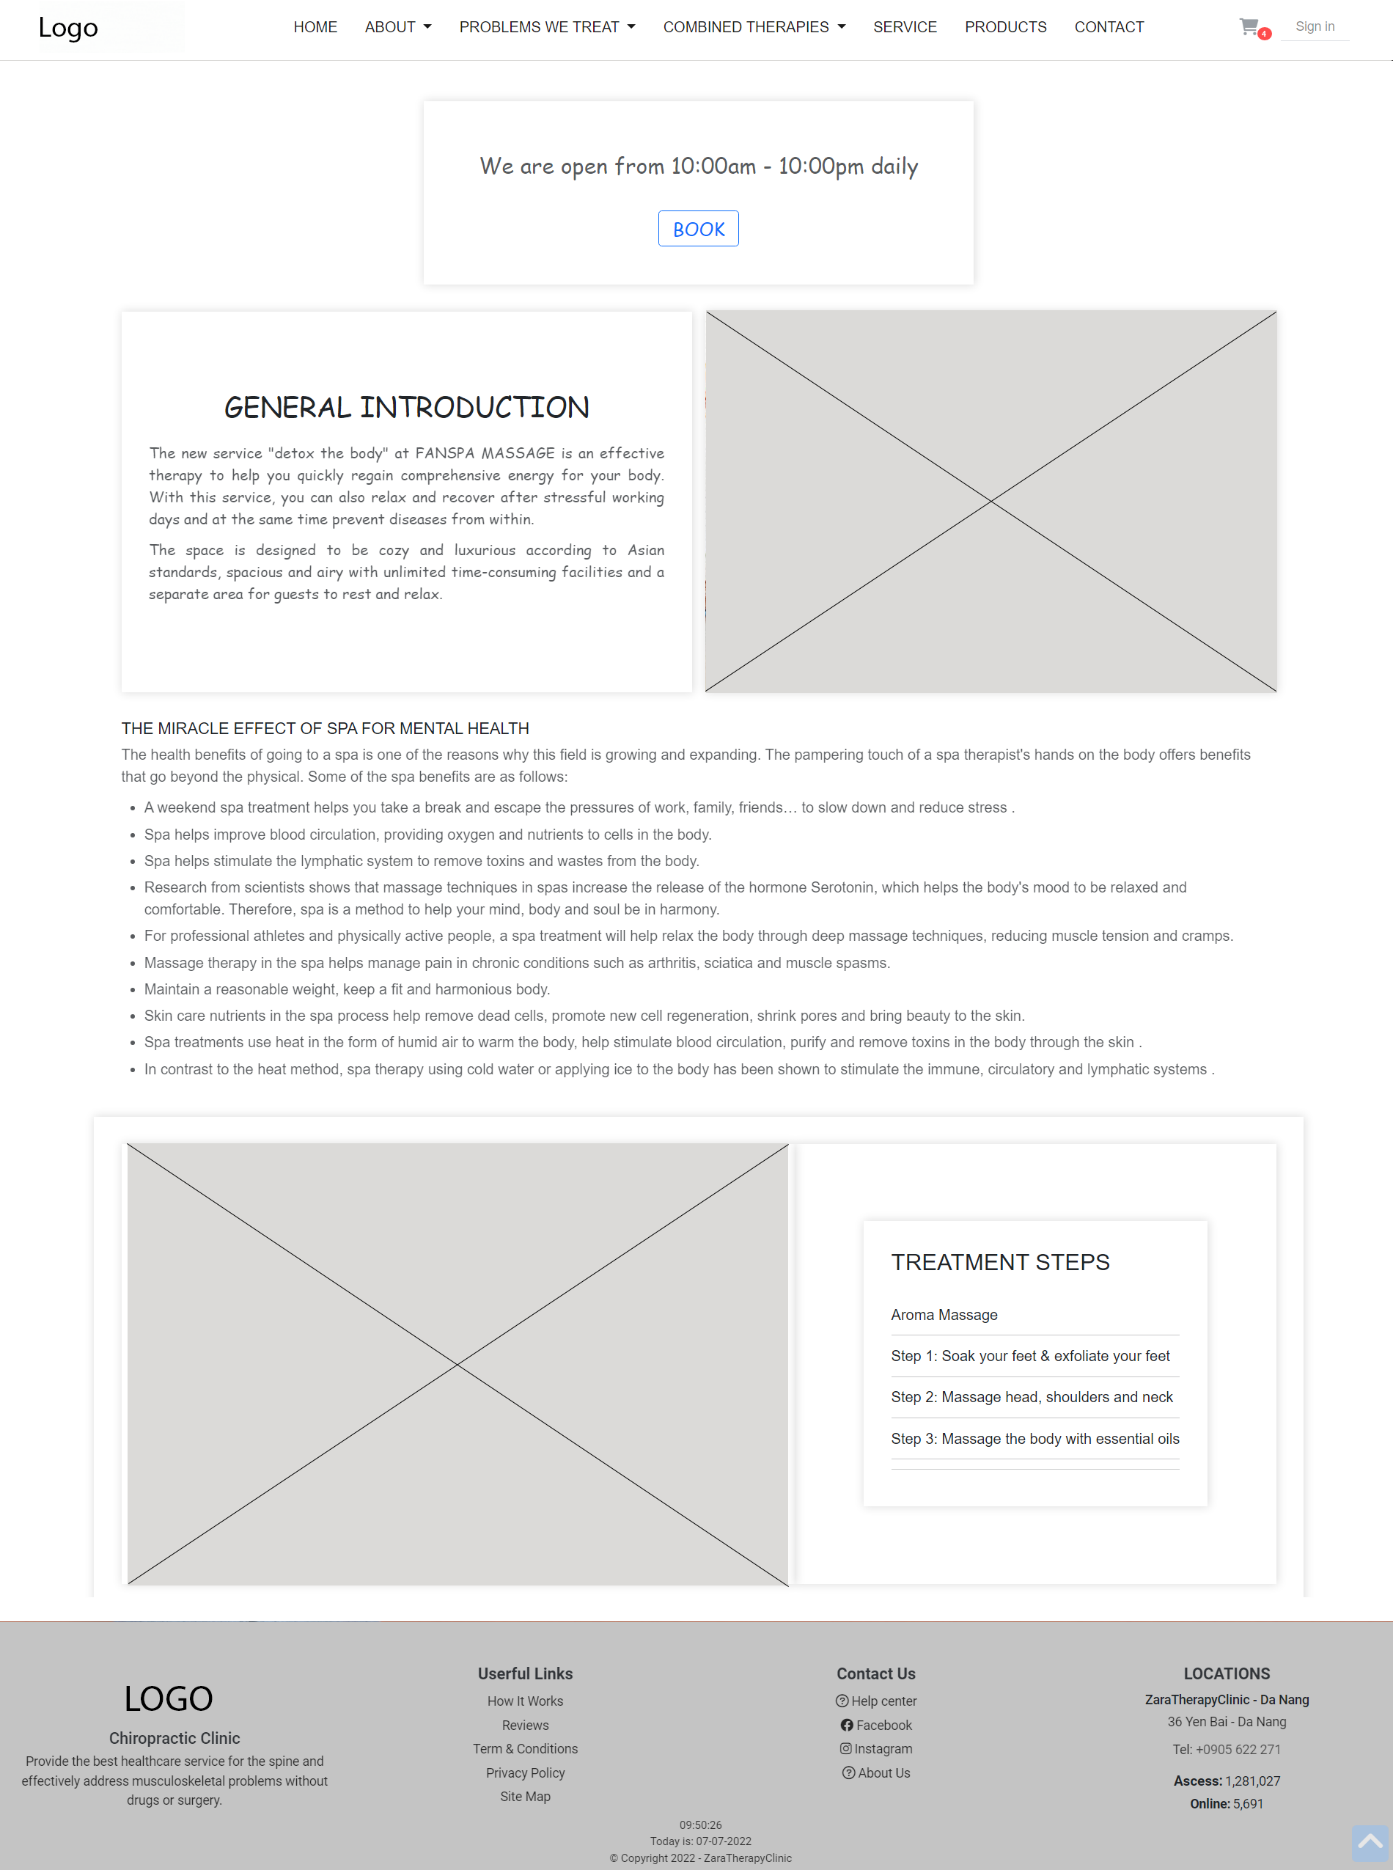 Logo
HOME ABOUT PROBLEMS WE TREAT COMBINED THERAPIES SERVICE PRODUCTS CONTACT
4
Sign in
We are open from 10:00am - 10:00pm daily
BOOK
GENERAL INTRODUCTION
The new service "detox the body" at FANSPA MASSAGE is an effective
therapy to help you quickly regain comprehensive energy for your body.
With this service, you can also relax and recover after stressful working
days and at the same time prevent diseases from within.
The space is designed to be cozy and luxurious according to Asian
standards, spacious and airy with unlimited time-consuming facilities and a
separate area for guests to rest and relax.
THE MIRACLE EFFECT OF SPA FOR MENTAL HEALTH
The health benefits of going to a spa is one of the reasons why this field is growing and expanding. The pampering touch of a spa therapist's hands on the body offers benefits
that go beyond the physical. Some of the spa benefits are as follows:
• A weekend spa treatment helps you take a break and escape the pressures of work, family, friends… to slow down and reduce stress .
• Spa helps improve blood circulation, providing oxygen and nutrients to cells in the body.
• Spa helps stimulate the lymphatic system to remove toxins and wastes from the body.
• Research from scientists shows that massage techniques in spas increase the release of the hormone Serotonin, which helps the body's mood to be relaxed and
comfortable. Therefore, spa is a method to help your mind, body and soul be in harmony.
• For professional athletes and physically active people, a spa treatment will help relax the body through deep massage techniques, reducing muscle tension and cramps.
• Massage therapy in the spa helps manage pain in chronic conditions such as arthritis, sciatica and muscle spasms.
• Maintain a reasonable weight, keep a fit and harmonious body.
• Skin care nutrients in the spa process help remove dead cells, promote new cell regeneration, shrink pores and bring beauty to the skin.
• Spa treatments use heat in the form of humid air to warm the body, help stimulate blood circulation, purify and remove toxins in the body through the skin .
• In contrast to the heat method, spa therapy using cold water or applying ice to the body has been shown to stimulate the immune, circulatory and lymphatic systems .
TREATMENT STEPS
Aroma Massage
Step 1: Soak your feet & exfoliate your feet
Step 2: Massage head, shoulders and neck
Step 3: Massage the body with essential oils
LOGO
Chiropractic Clinic
Provide the best healthcare service for the spine and
effectively address musculoskeletal problems without
drugs or surgery.
Userful Links
How It Works
Reviews
Term & Conditions
Privacy Policy
Site Map
Contact Us
Help center
Facebook
Instagram
About Us
LOCATIONS
ZaraTherapyClinic - Da Nang
36 Yen Bai - Da Nang
Tel: +0905 622 271
Ascess: 1,281,027
Online: 5,691
09:50:26
Today is: 07-07-2022
© Copyright 2022 - ZaraTherapyClinic